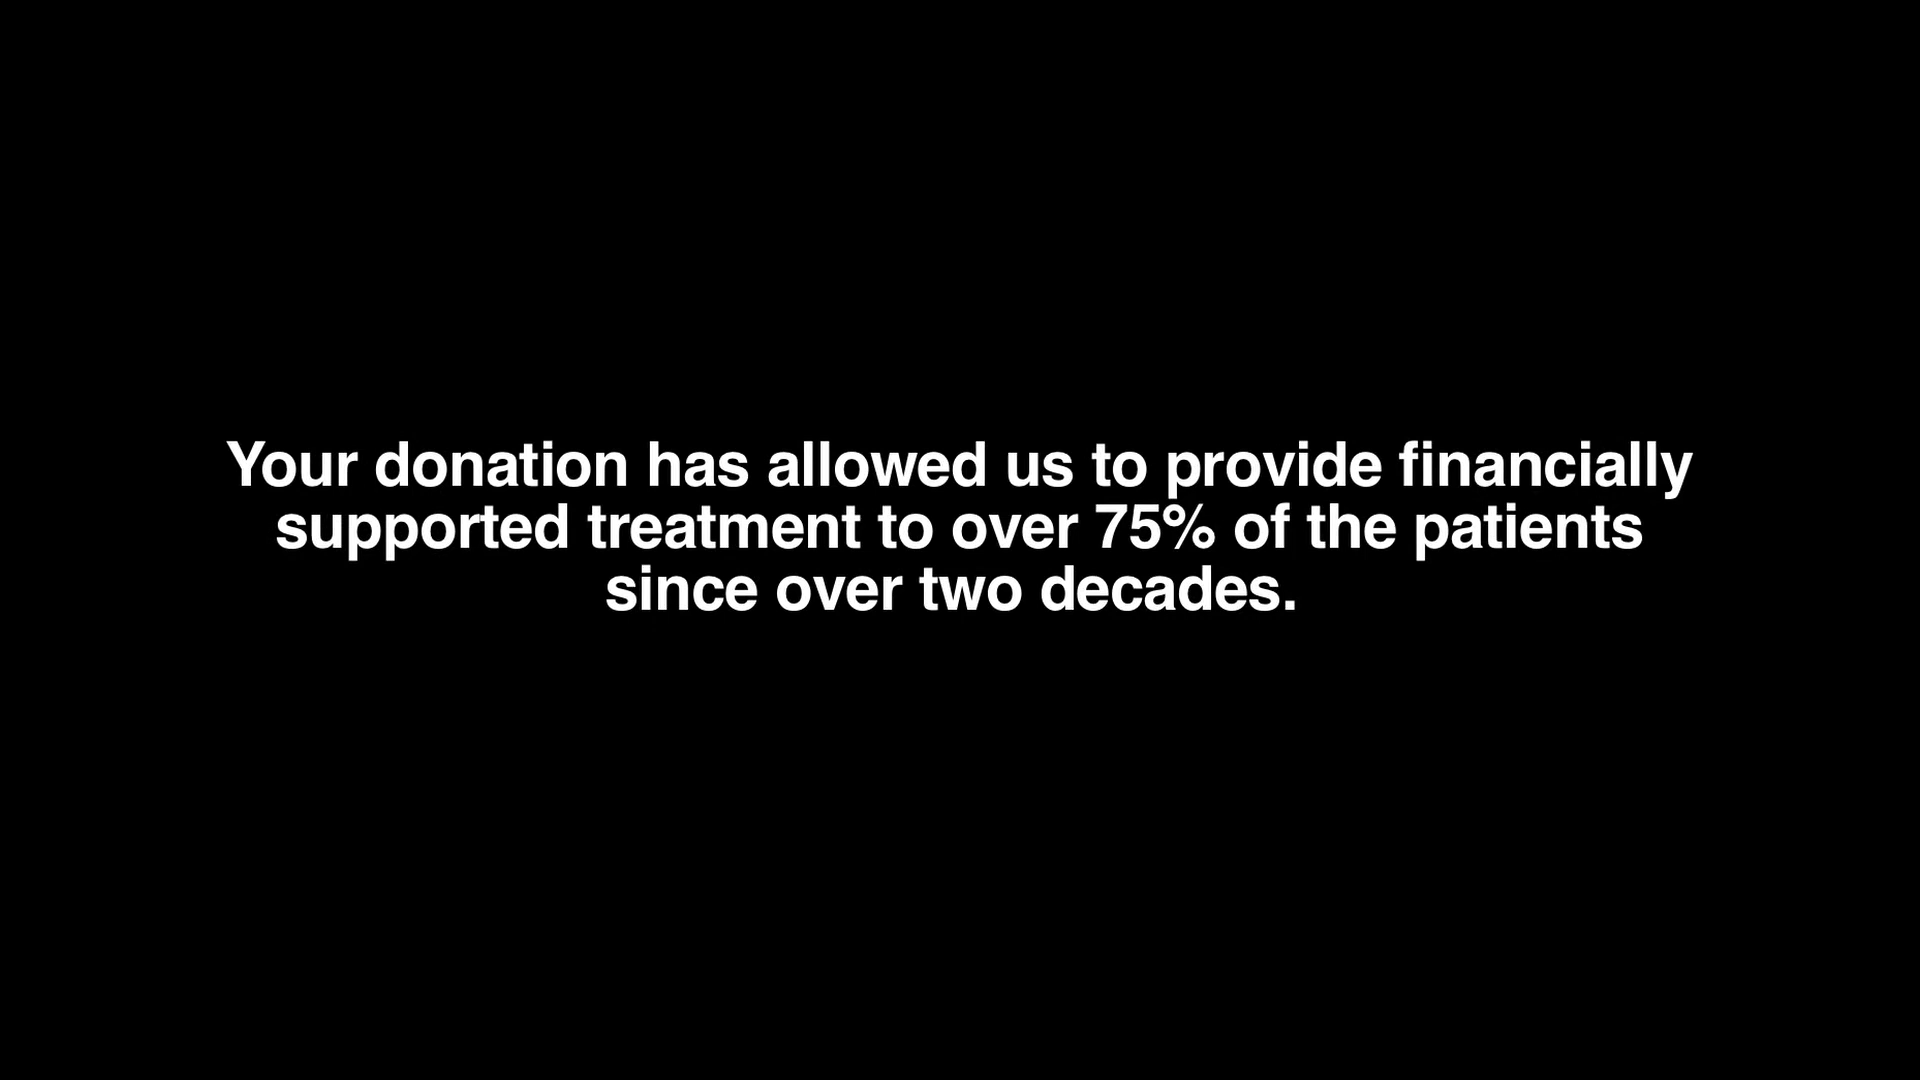 Your donation has allowed us to provide financially
supported treatment to over 75% of the patients
since over two decades.